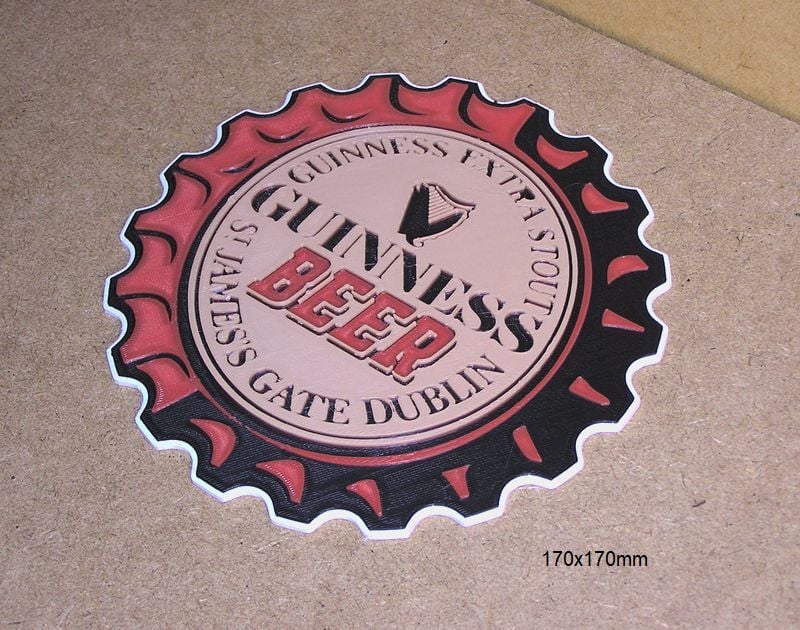 GUINNESS EXTRA STOUT
GUINNESS
BEER
ST. JAMES'S GATE DUBLIN
170x170mm